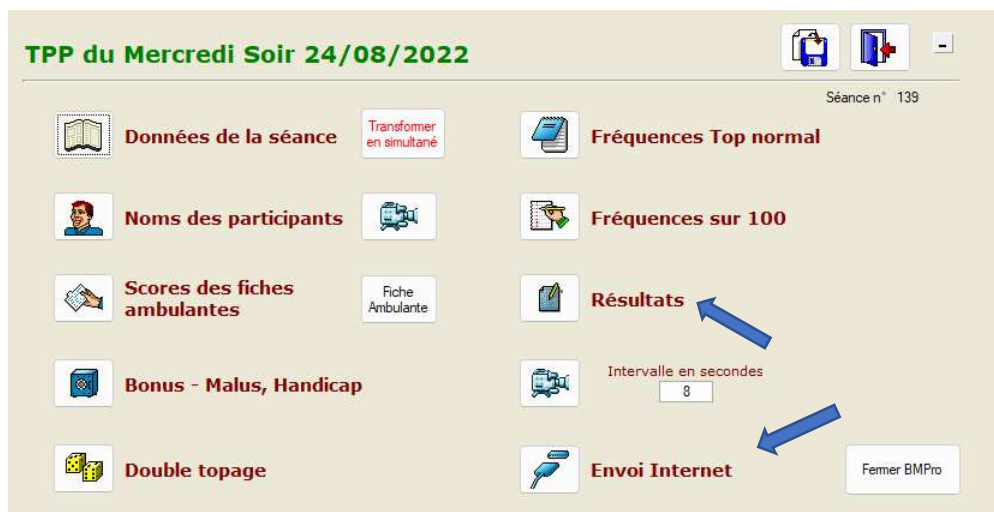 TPP du Mercredi Soir 24/08/2022
-
Séance n° 139
Données de la séance
Transformer
en simultané
Fréquences Top normal
Noms des participants
Fréquences sur 100
Scores des fiches
ambulantes
Fiche
Ambulante
Résultats
Bonus - Malus, Handicap
Intervalle en secondes
8
Double topage
Envoi Internet
Fermer BMPro